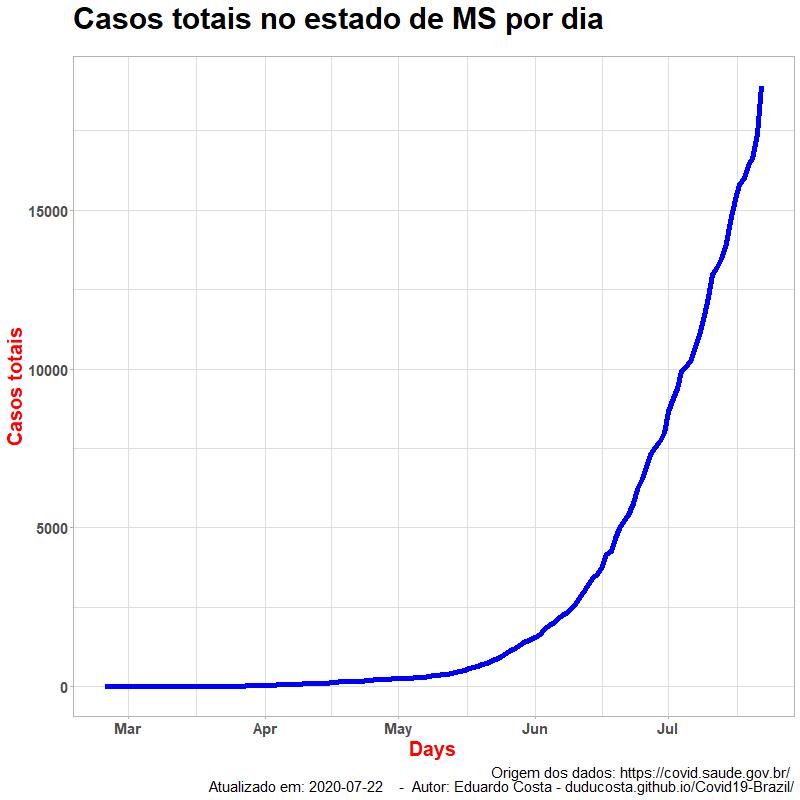 Casos totais no estado de MS por dia
Casos totais
15000
10000
5000
0
Mar Apr May Jun Jul
Days
Origem dos dados: https://covid.saude.gov.br/
Atualizado em: 2020-07-22 - Autor: Eduardo Costa - duducosta.github.io/Covid19-Brazil/